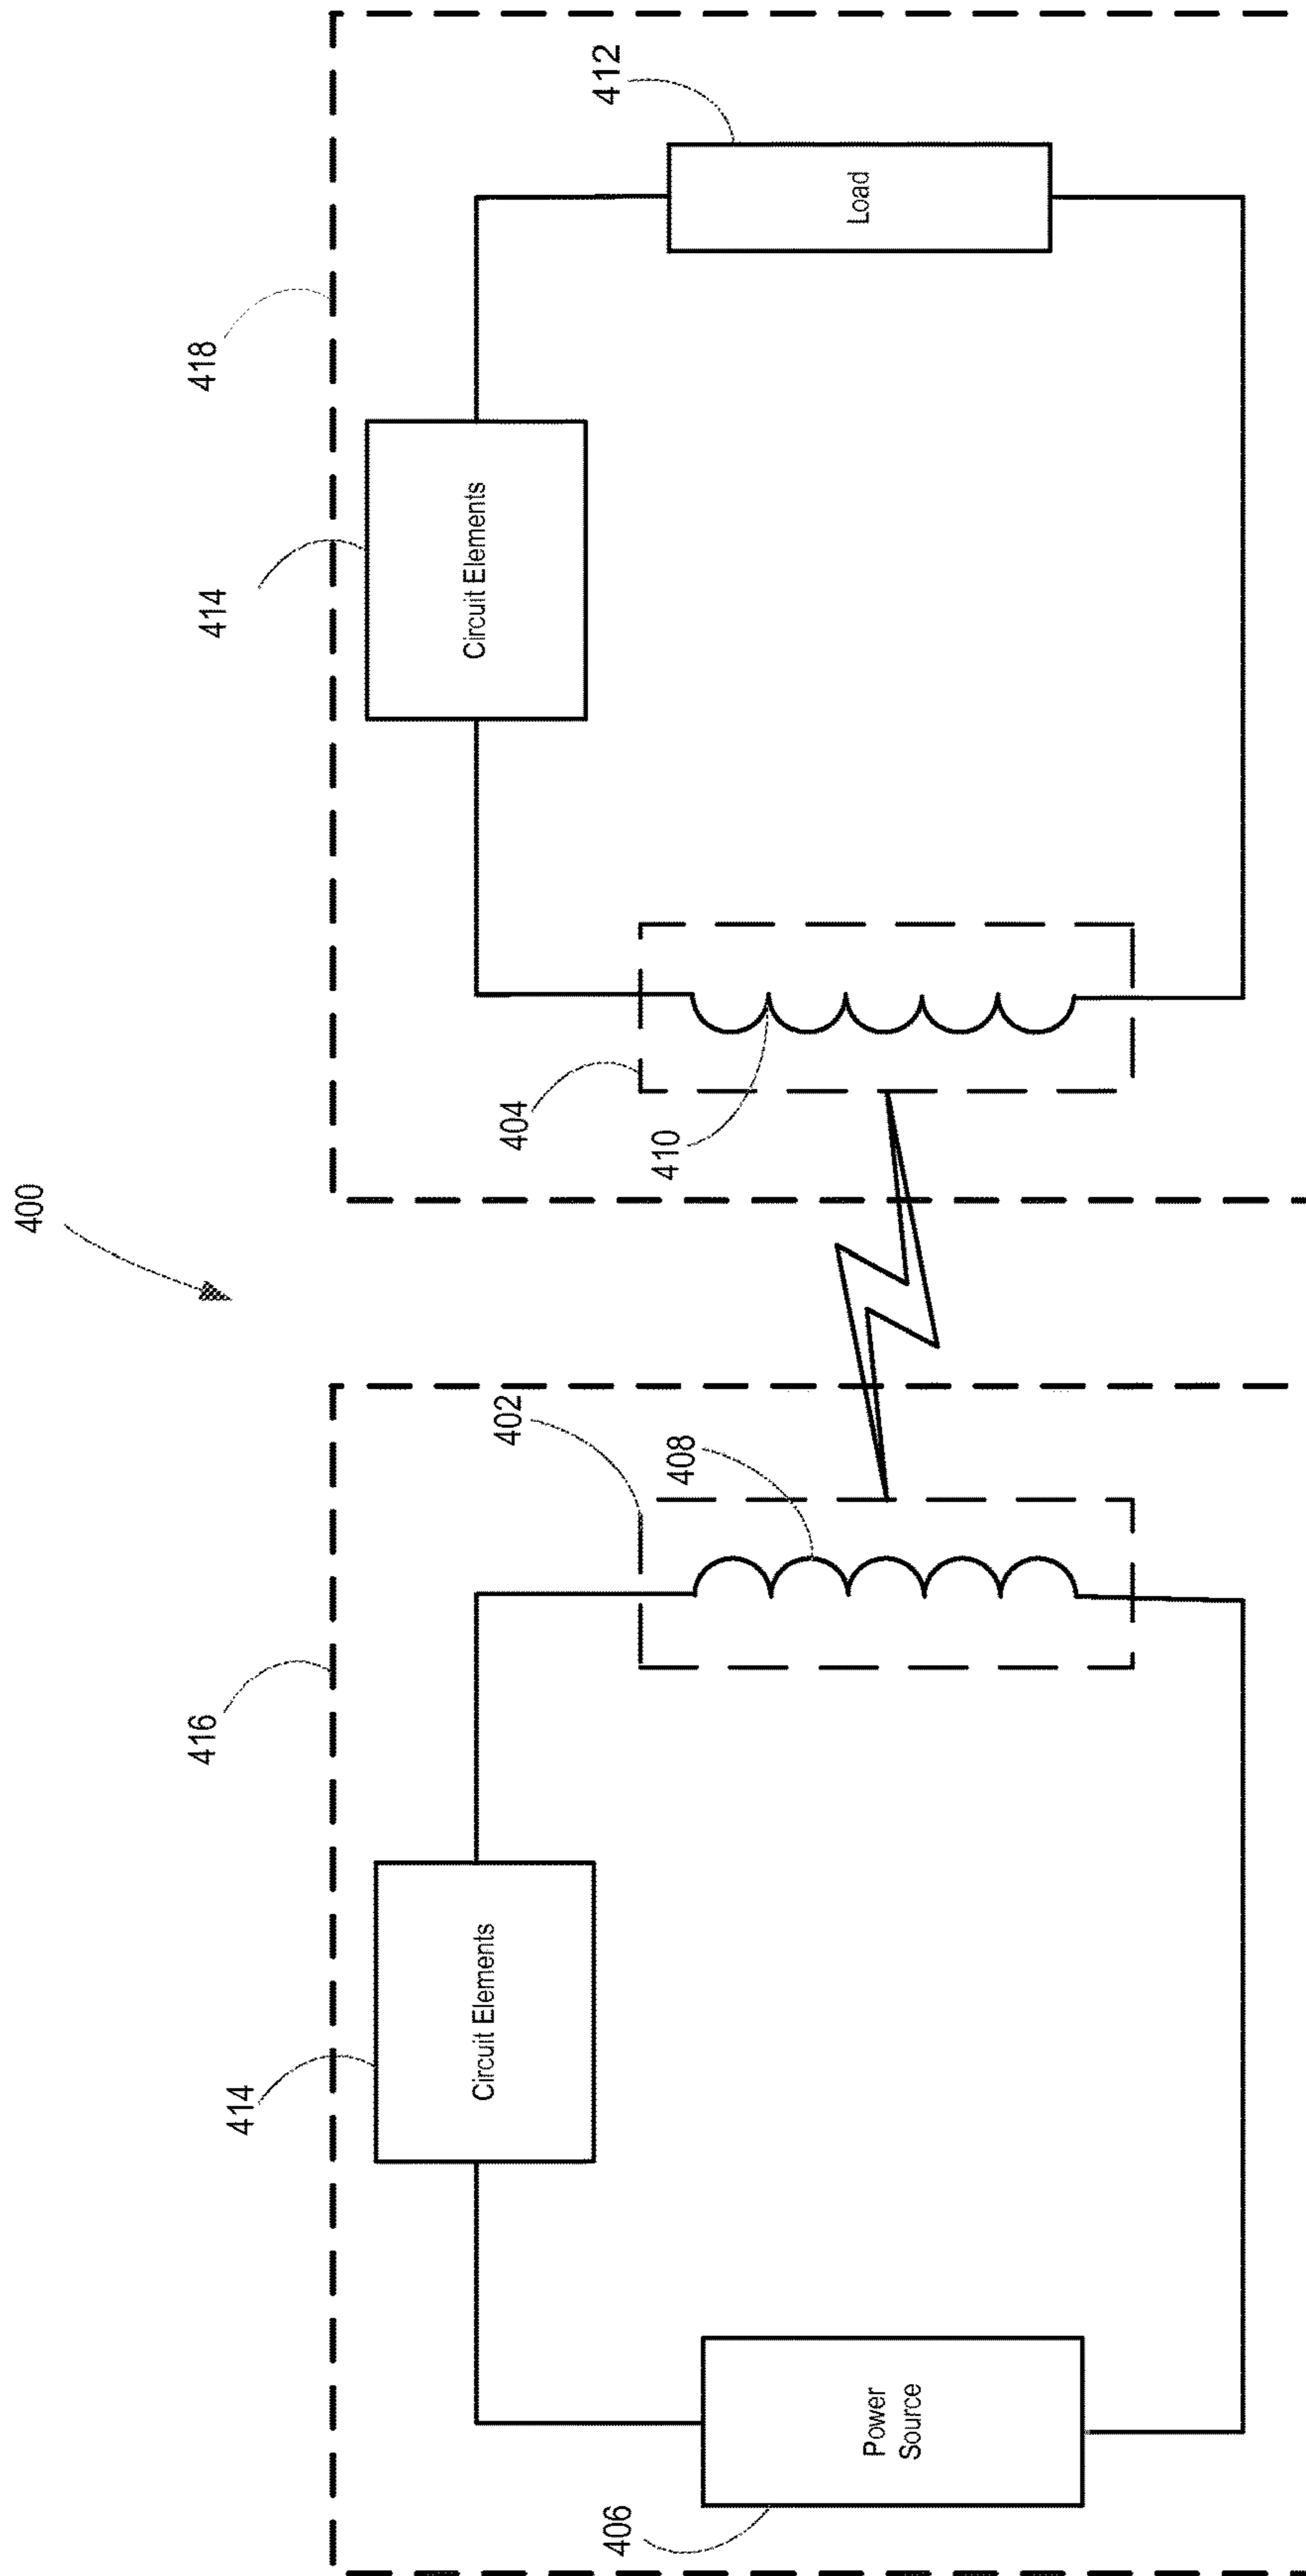 400
416
418
414
Circuit Elements
414
Circuit Elements
402
404
408
410
406
Power
Source
412
Load